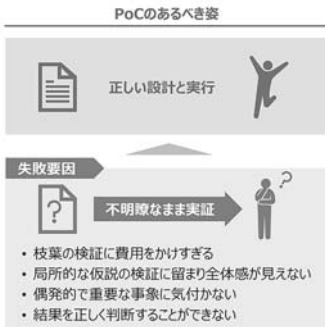 PoCのあるべき姿
正しい設計と実行
失敗要因
?
?
不明瞭なまま実証
• 枝葉の検証に費用をかけすぎる
• 局所的な仮説の検証に留まり全体感が見えない
• 偶発的で重要な事象に気付かない
• 結果を正しく判断することができない